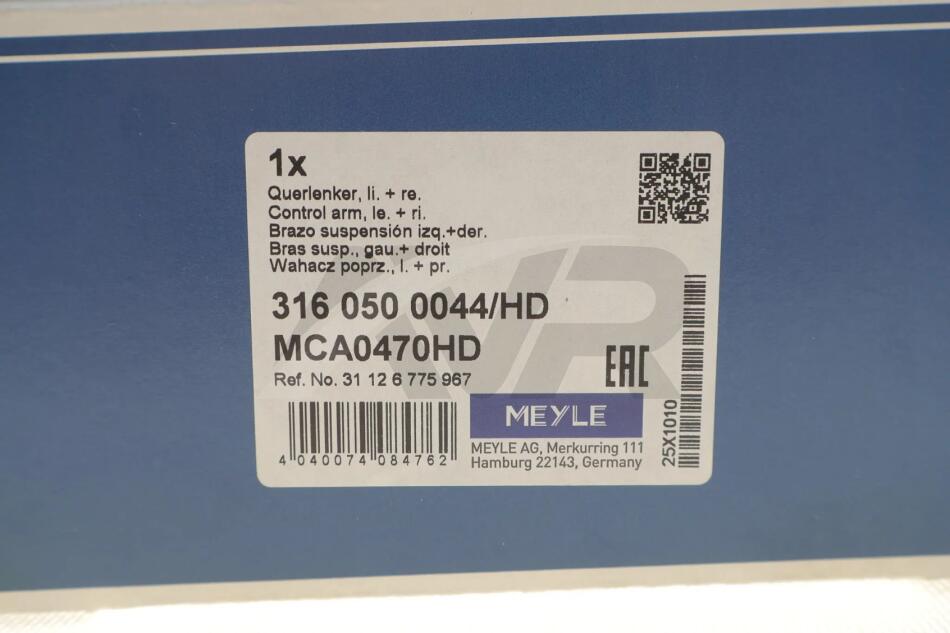 1x
Querlenker, li. + re.
Control arm, le. + ri.
Brazo suspensión izq.+der.
Bras susp., gau.+ droit
Wahacz poprz., l. + pr.
316 050 0044/HD
MCA0470HD
Ref. No. 31 12 6 775 967
EAC
MEYLE
MEYLE AG, Merkurring 111
Hamburg 22143, Germany
4 040074 084762
25X1010